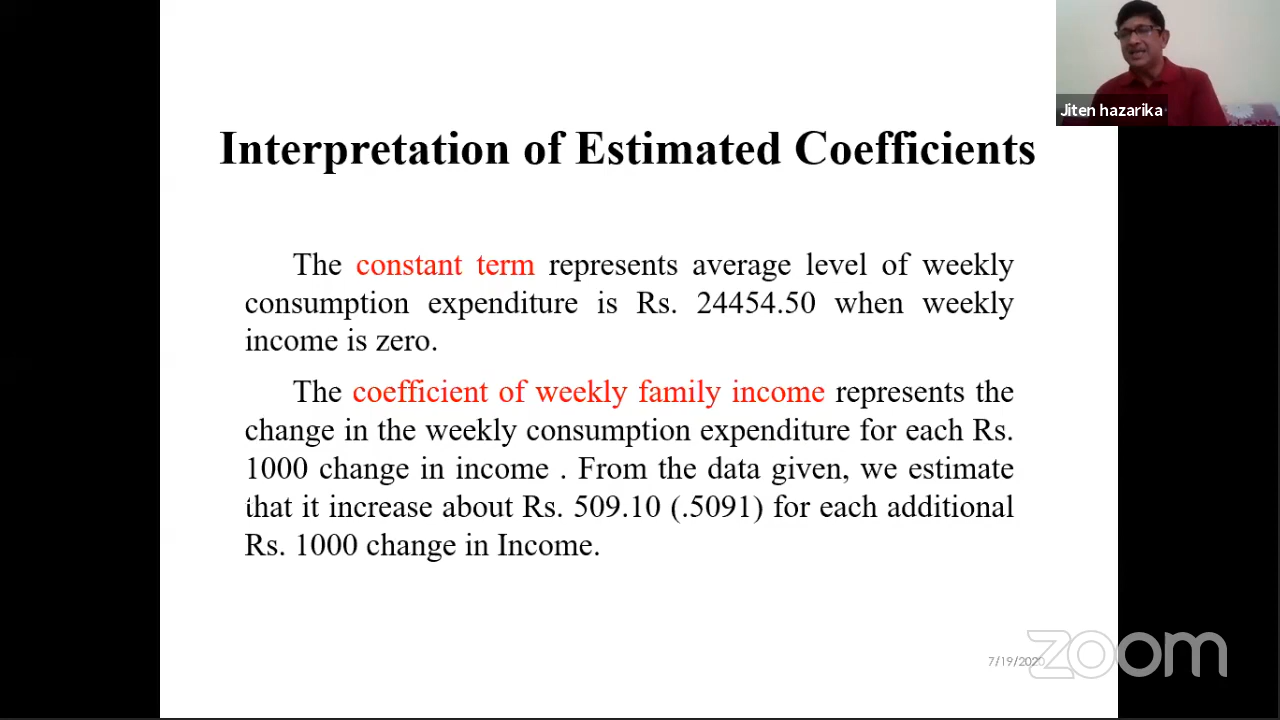 Jiten hazarika
Interpretation of Estimated Coefficients
The constant term represents average level of weekly
consumption expenditure is Rs. 24454.50 when weekly
income is zero.
The coefficient of weekly family income represents the
change in the weekly consumption expenditure for each Rs.
1000 change in income . From the data given, we estimate
that it increase about Rs. 509.10 (.5091) for each additional
Rs. 1000 change in Income.
7/19/2020
zoom